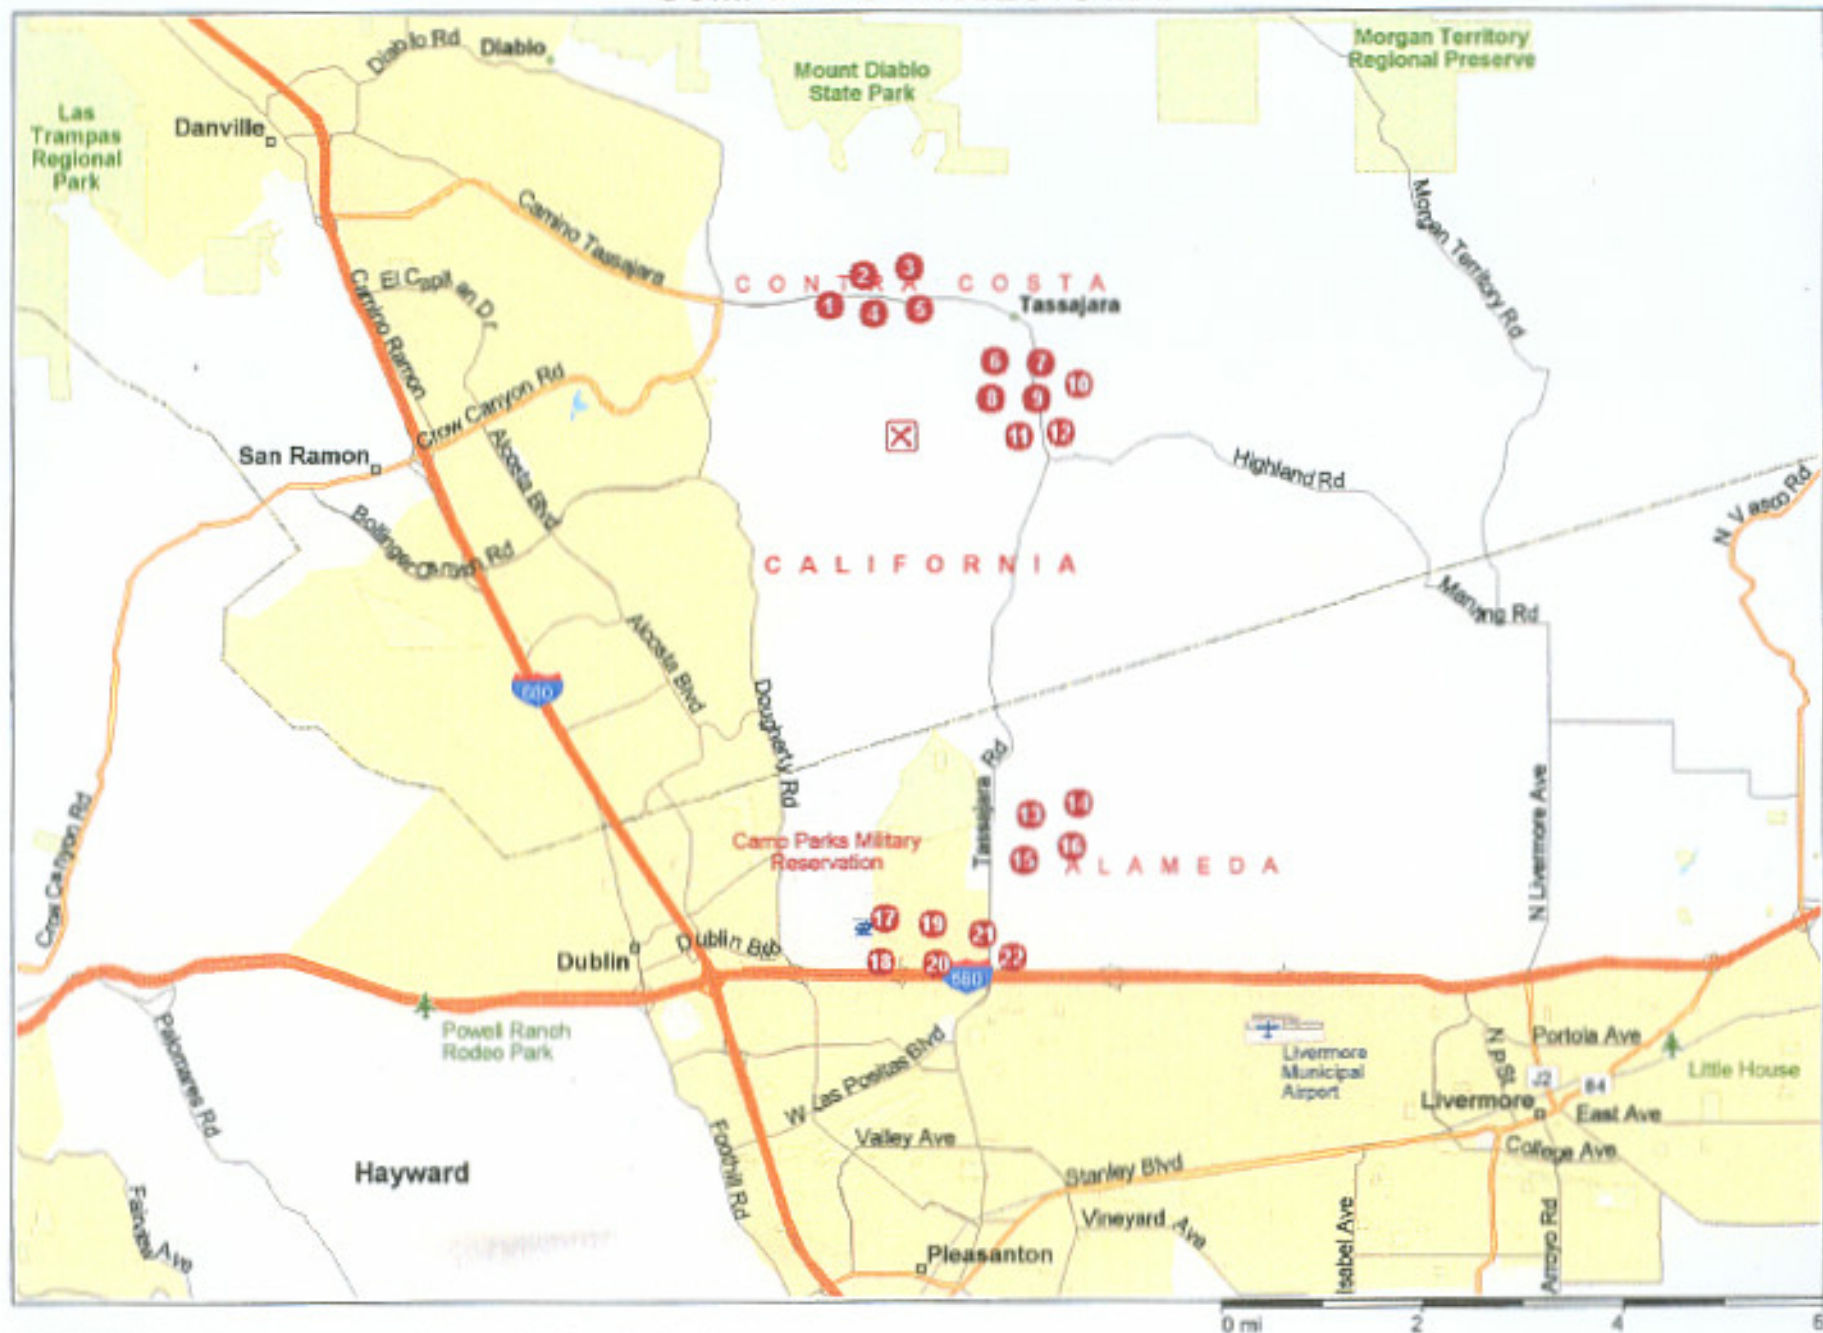 Diablo Rd
Diablo
Mount Diablo
State Park
Morgan Territory
Regional Preserve
Las
Trampas
Regional
Park
Danville
Camino Tassajara
Morgan Territory Rd
El Capitan Dr
Camino Ramon
CONTRA COSTA
Tassajara
1
2
3
4
5
6
7
8
9
10
11
12
Crow Canyon Rd
San Ramon
Alcosta Blvd
Highland Rd
N Vasco Rd
Bollinger Canyon Rd
CALIFORNIA
Manning Rd
Alcosta Blvd
680
Dougherty Rd
Tassajara Rd
N Livermore Ave
Crow Canyon Rd
Camp Parks Military
Reservation
13
14
15
16
ALAMEDA
17
18
19
20
21
22
Dublin
Dublin Blvd
680
Powell Ranch
Rodeo Park
Palomares Rd
W Las Positas Blvd
Livermore
Municipal
Airport
N P St
Portola Ave
J2
84
Little House
Livermore
East Ave
College Ave
Valley Ave
Stanley Blvd
Foothill Rd
Hayward
Fairview Ave
Vineyard Ave
Isabel Ave
Arroyo Rd
Pleasanton
0 mi
2
4
6